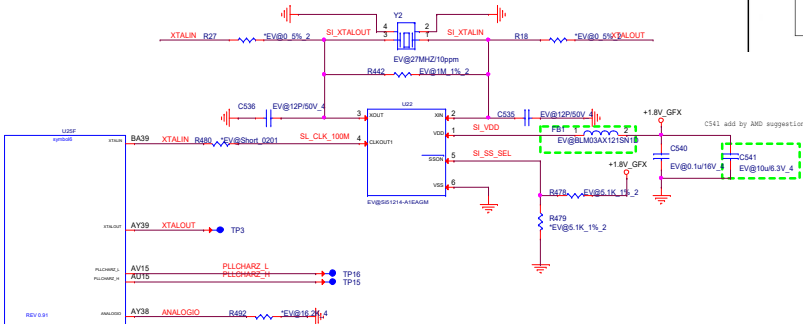 Y2
4 2
3 1
XTALIN R27 *EV@0_5%_2 SI_XTALOUT SI_XTALIN R18 *EV@0_5%_2 XTALOUT
EV@27MHZ/10ppm
R442 EV@1M_1%_2
C536 EV@12P/50V_4 U22 C535 EV@12P/50V_4
+1.8V_GFX
C541 add by AMD suggestion
3 XOUT XIN 2
SI_VDD
U25F
symbol6
XTALIN BA39 XTALIN R480 *EV@Short_0201 SL_CLK_100M 4 CLKOUT1 VDD 1
FB1 1 2
EV@BLM03AX121SN1D
C540
EV@0.1u/16V_4
C541
EV@10u/6.3V_4
SSON 5 SI_SS_SEL
+1.8V_GFX
VSS 6
R478 EV@5.1K_1%_2
EV@SI51214-A1EAGM
R479
*EV@5.1K_1%_2
XTALOUT AY39 XTALOUT TP3
PLLCHARZ_L AV15 PLLCHARZ_L TP16
PLLCHARZ_H AU15 PLLCHARZ_H TP15
REV 0.91
ANALOGIO AY38 ANALOGIO R492 *EV@16.2K_4